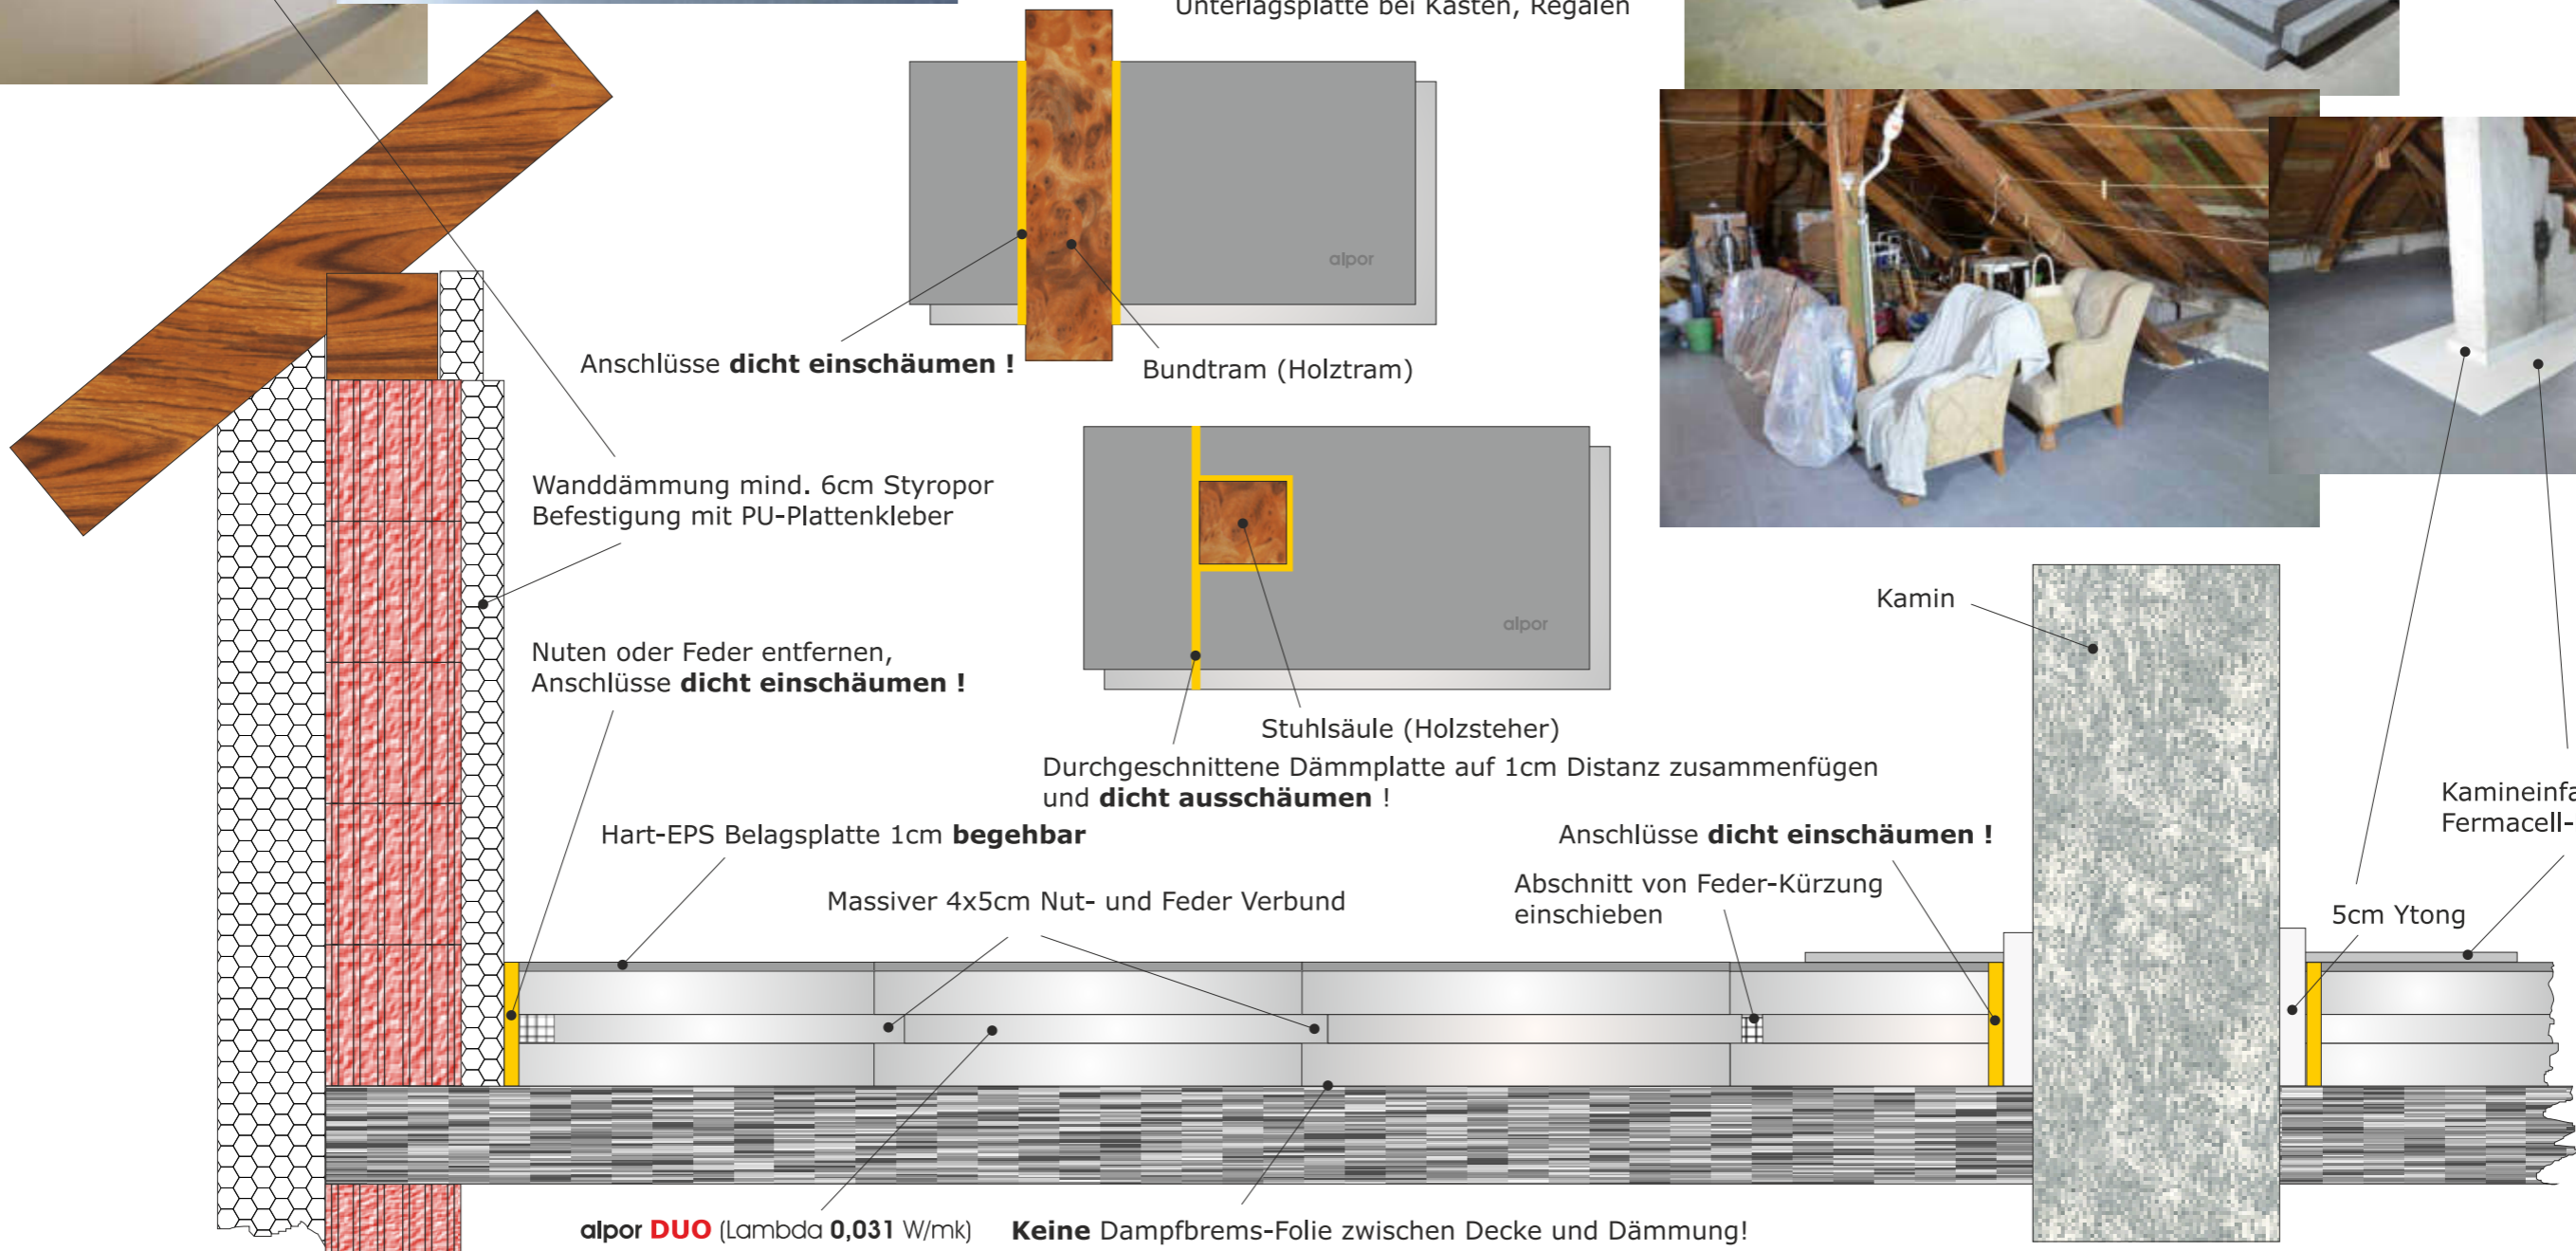 Unterlagsplatte bei Kästen, Regalen
alpor
Anschlüsse dicht einschäumen !
Bundtram (Holztram)
Wanddämmung mind. 6cm Styropor
Befestigung mit PU-Plattenkleber
Kamin
alpor
Nuten oder Feder entfernen,
Anschlüsse dicht einschäumen !
Stuhlsäule (Holzsteher)
Durchgeschnittene Dämmplatte auf 1cm Distanz zusammenfügen
und dicht ausschäumen !
Kamineinfa
Fermacell-
Hart-EPS Belagsplatte 1cm begehbar
Anschlüsse dicht einschäumen !
Massiver 4x5cm Nut- und Feder Verbund
Abschnitt von Feder-Kürzung
einschieben
5cm Ytong
alpor DUO (Lambda 0,031 W/mk)
Keine Dampfbrems-Folie zwischen Decke und Dämmung!